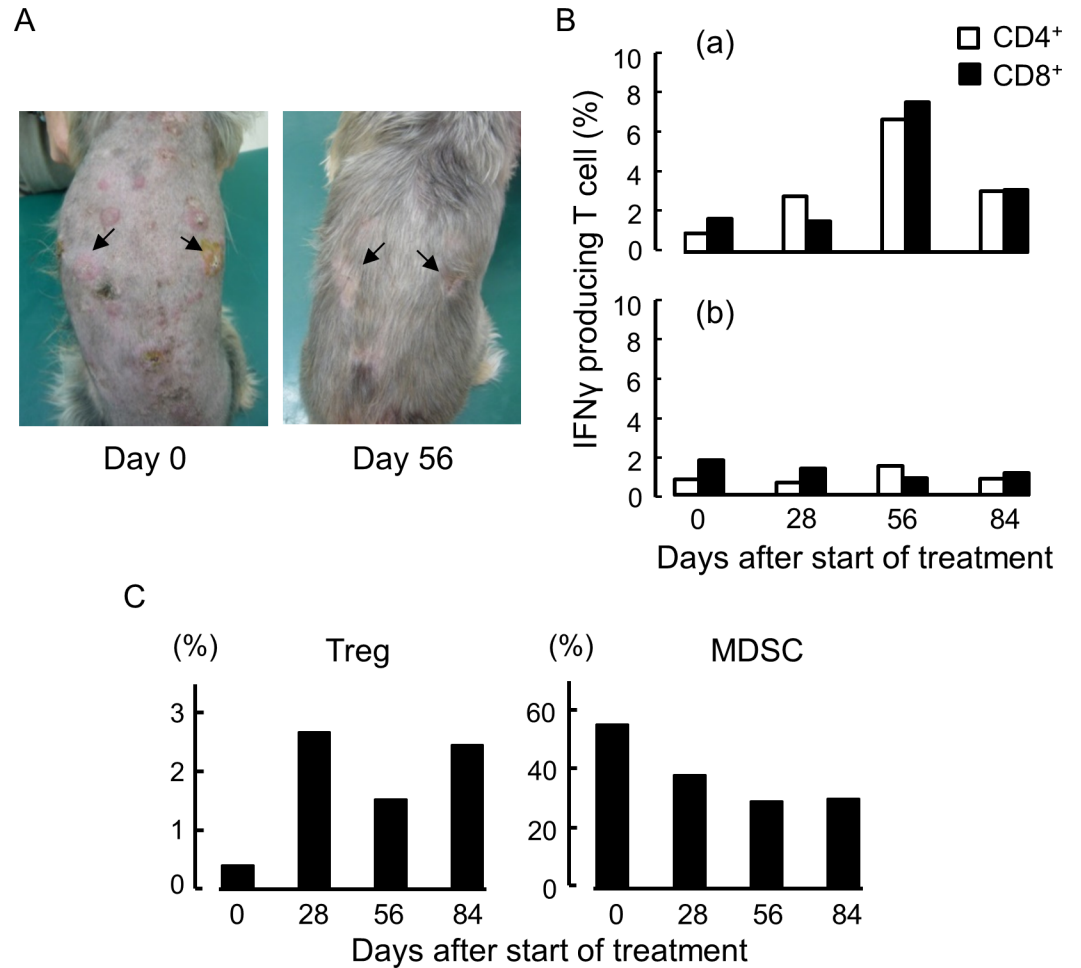 A
Day 0
Day 56
B
(a)
CD4⁺
CD8⁺
IFNγ producing T cell (%)
10
8
6
4
2
0
(b)
10
8
6
4
2
0
0 28 56 84
Days after start of treatment
C
(%) Treg
3
2
1
0
0 28 56 84
(%) MDSC
60
40
20
0
0 28 56 84
Days after start of treatment